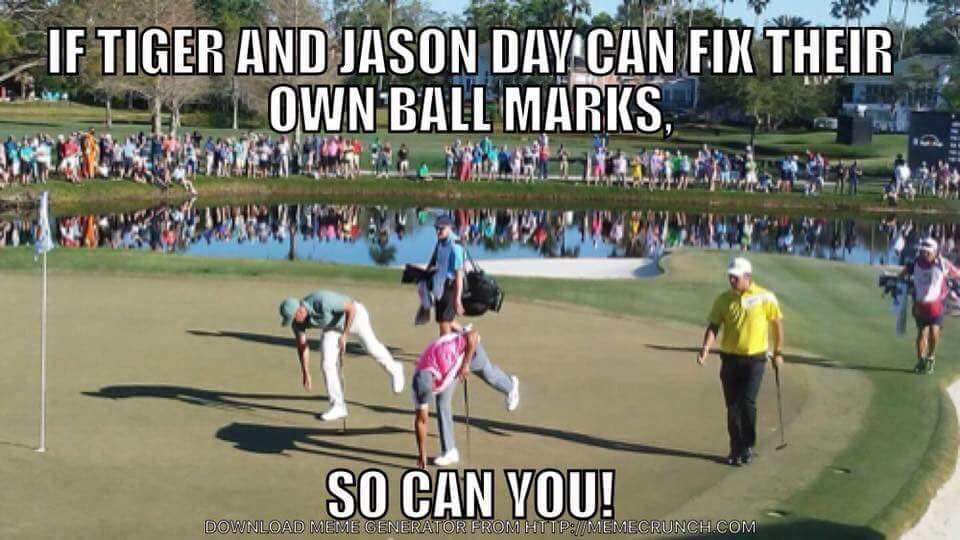 IF TIGER AND JASON DAY CAN FIX THEIR
OWN BALL MARKS,
SO CAN YOU!
DOWNLOAD MEME GENERATOR FROM HTTP://MEMECRUNCH.COM